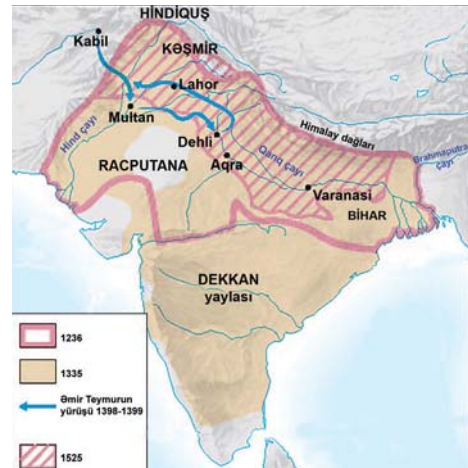 HİNDİQUŞ
Kabil
KƏŞMİR
Lahor
Multan
Hind çayı
Dehli
Qanq çayı
Himalay dağları
Brahmaputra
çayı
RACPUTANA
Aqra
Varanasi
BİHAR
DEKKAN
yaylası
1236
1335
Əmir Teymurun
yürüşü 1398-1399
1525